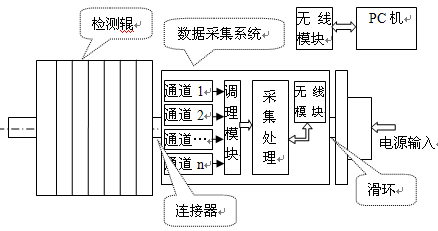 检测辊
数据采集系统
无线
模块
PC机
通道1
通道2
通道…
通道n
调理模块
采集处理
无线
模块
电源输入
连接器
滑环